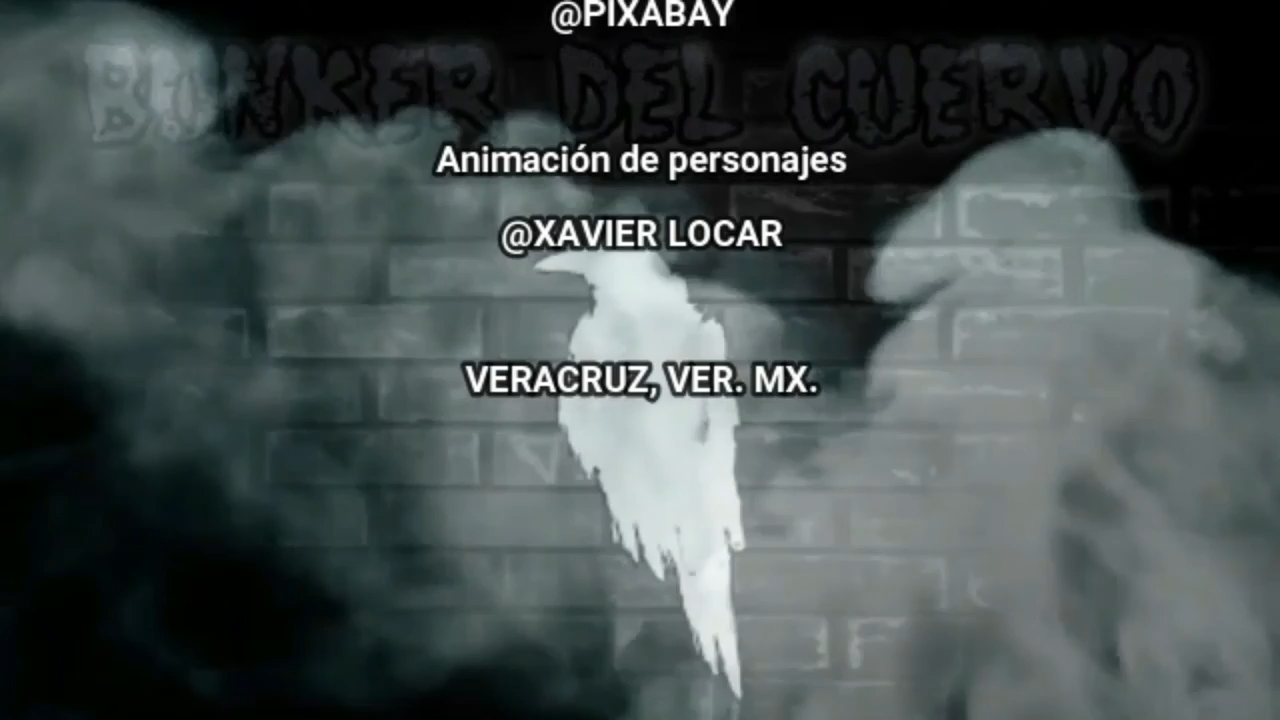 @PIXABAY
BUNKER DEL CUERVO
Animación de personajes
@XAVIER LOCAR
VERACRUZ, VER. MX.